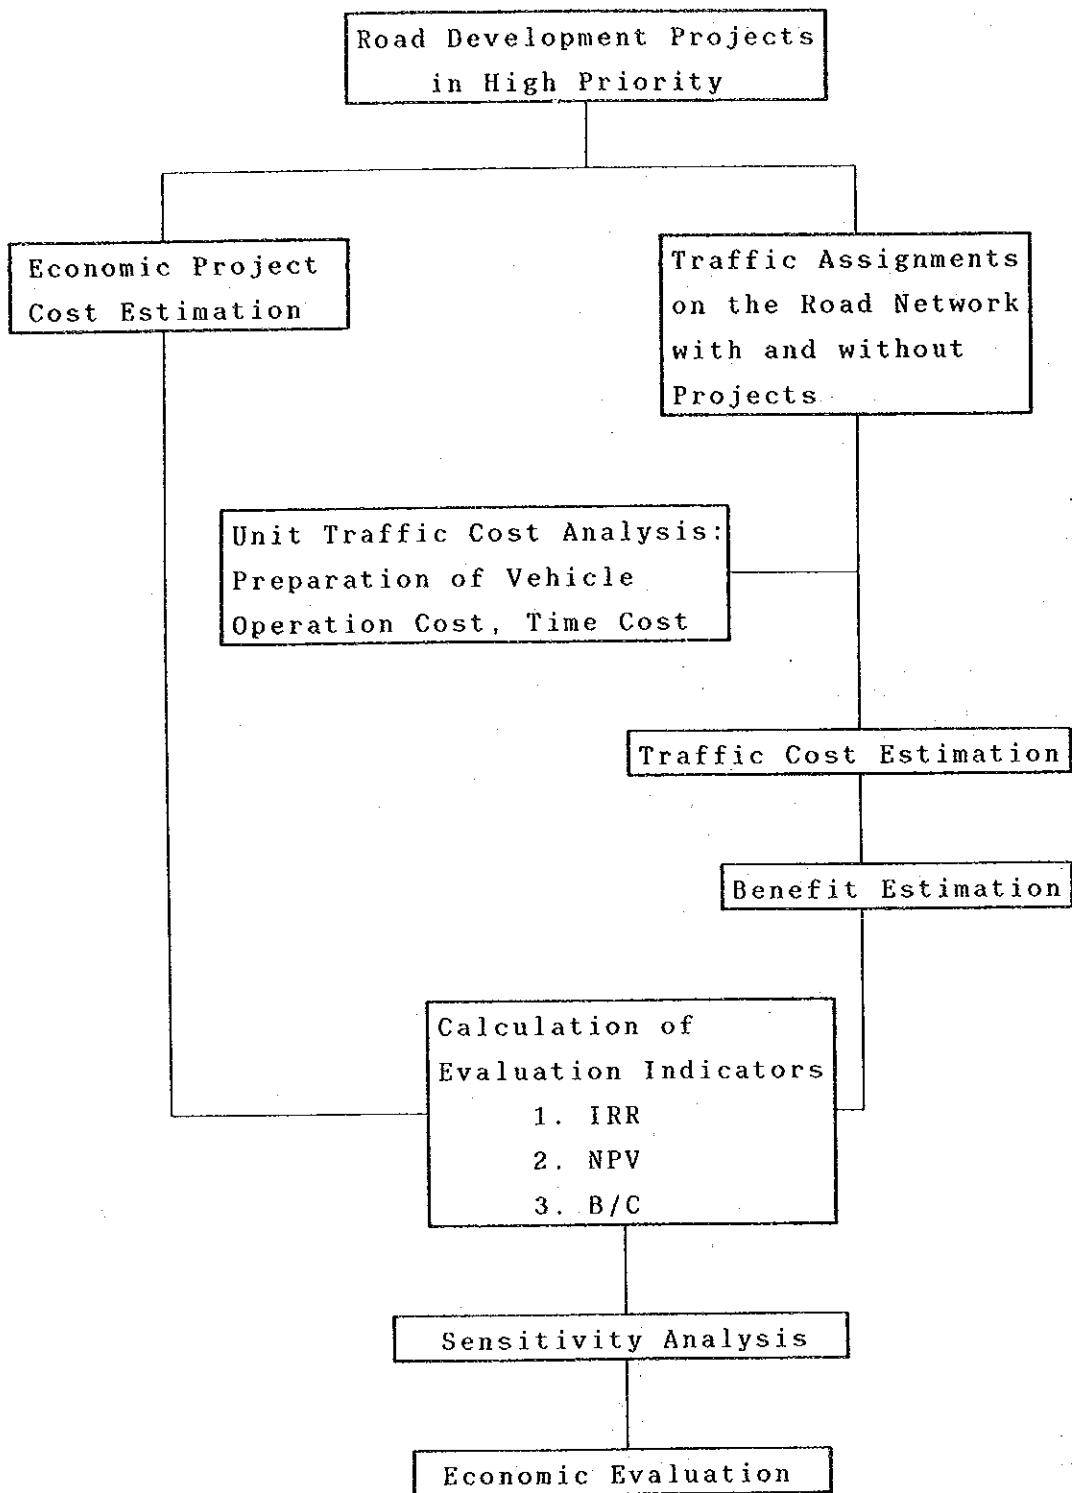 Road Development Projects
in High Priority
Economic Project
Cost Estimation
Traffic Assignments
on the Road Network
with and without
Projects
Unit Traffic Cost Analysis:
Preparation of Vehicle
Operation Cost, Time Cost
Traffic Cost Estimation
Benefit Estimation
Calculation of
Evaluation Indicators
1. IRR
2. NPV
3. B/C
Sensitivity Analysis
Economic Evaluation